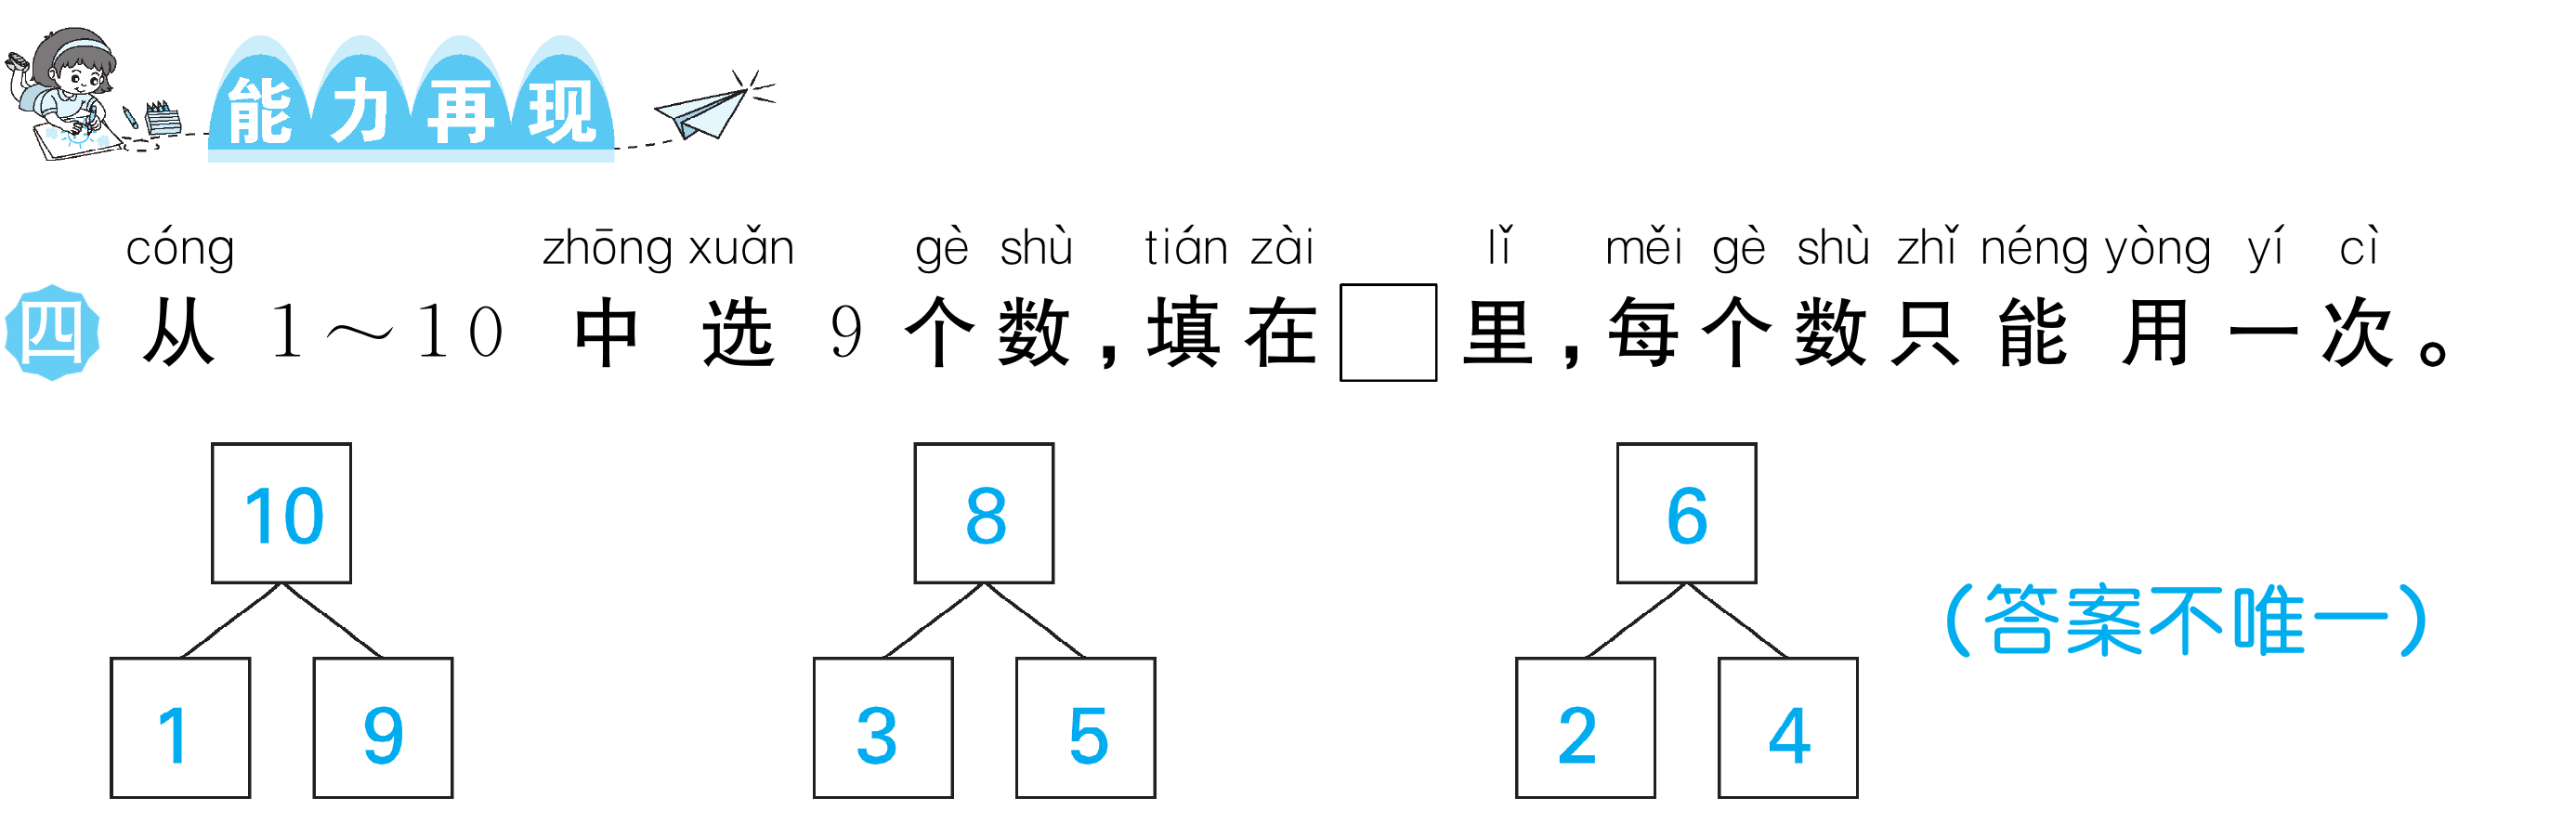 能力再现
cóng zhōng xuǎn gè shù tián zài lǐ měi gè shù zhǐ néng yòng yí cì
四 从 1～10 中选 9 个数，填在□里，每个数只能用一次。
10 8 6
（答案不唯一）
1 9 3 5 2 4